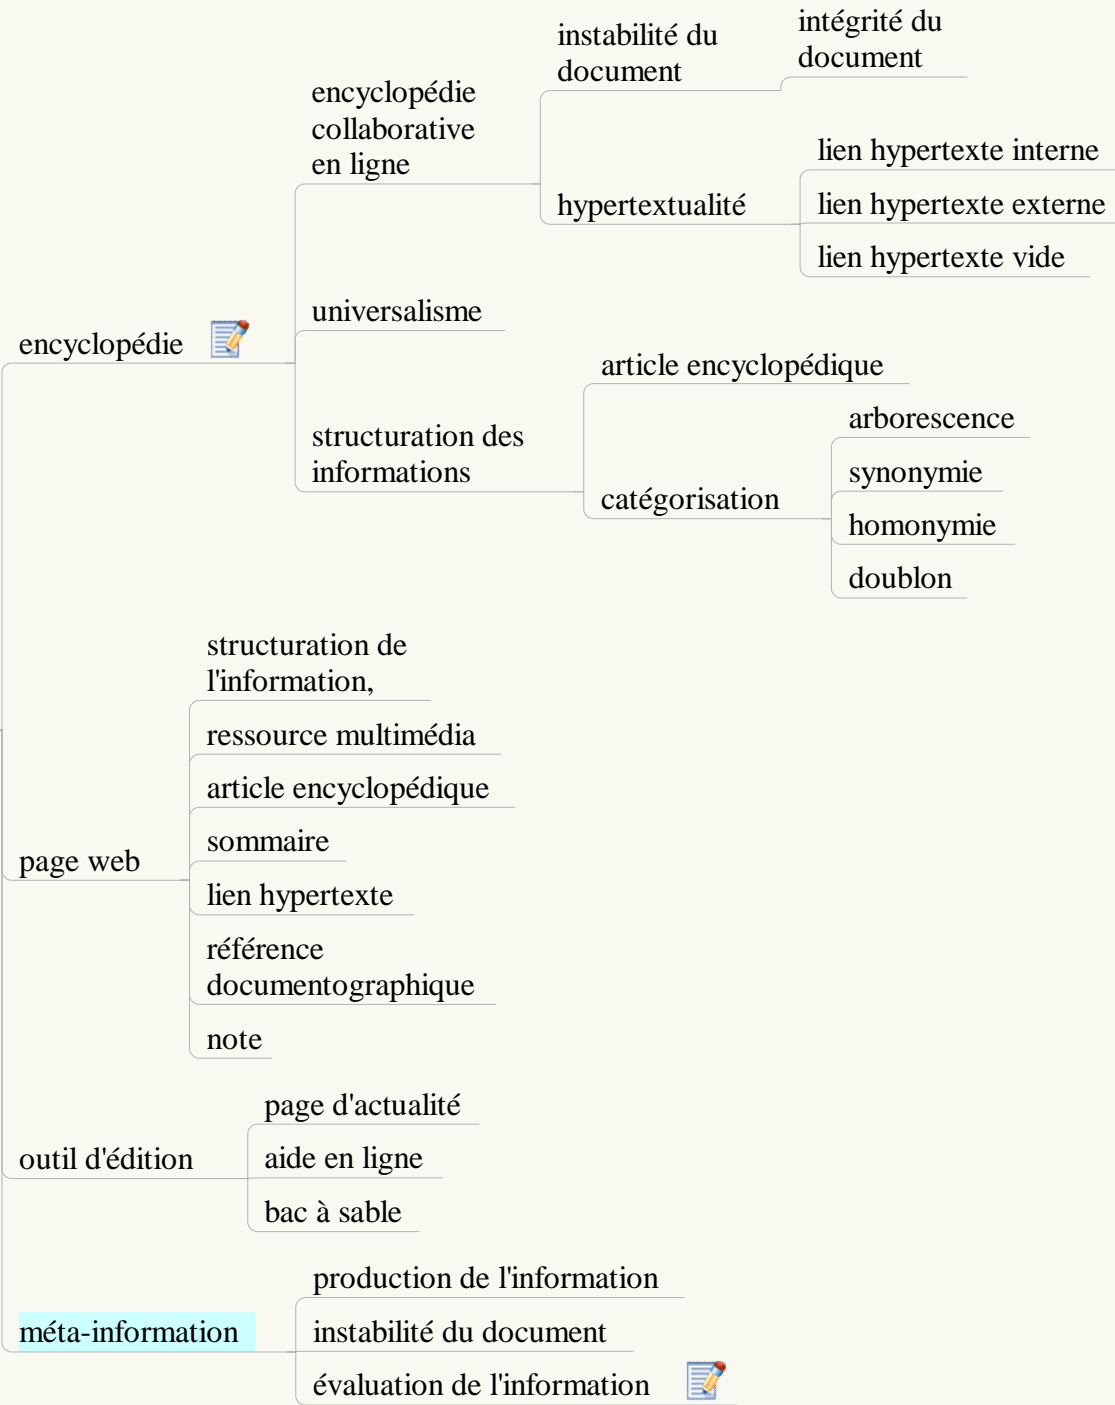 instabilité du
document
intégrité du
document
encyclopédie
collaborative
en ligne
lien hypertexte interne
hypertextualité
lien hypertexte externe
lien hypertexte vide
universalisme
encyclopédie
article encyclopédique
structuration des
informations
arborescence
synonymie
catégorisation
homonymie
doublon
structuration de
l'information,
ressource multimédia
article encyclopédique
sommaire
page web
lien hypertexte
référence
documentographique
note
page d'actualité
outil d'édition
aide en ligne
bac à sable
production de l'information
méta-information
instabilité du document
évaluation de l'information